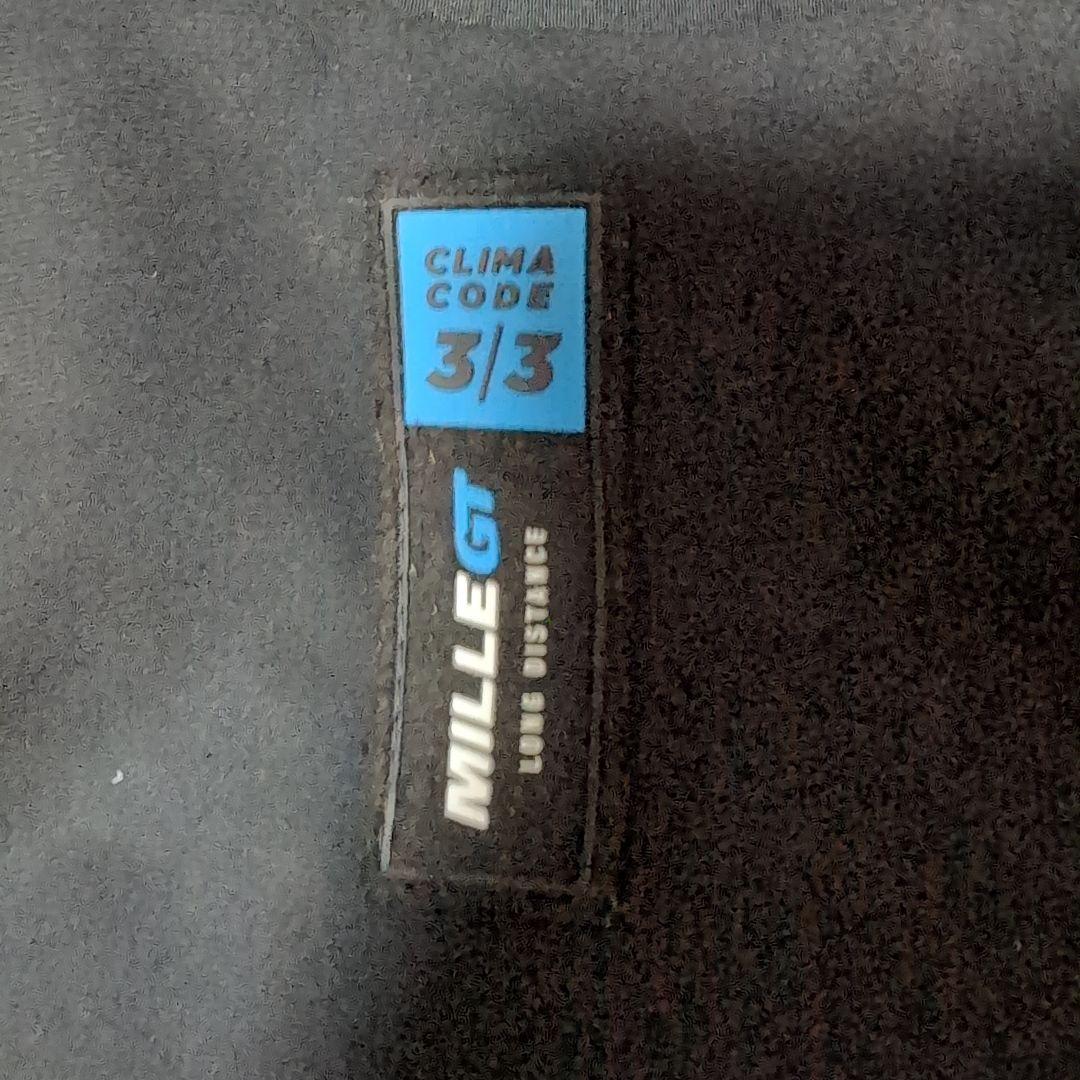 CLIMA
CODE
3/3
MILLEGT
LONG DISTANCE